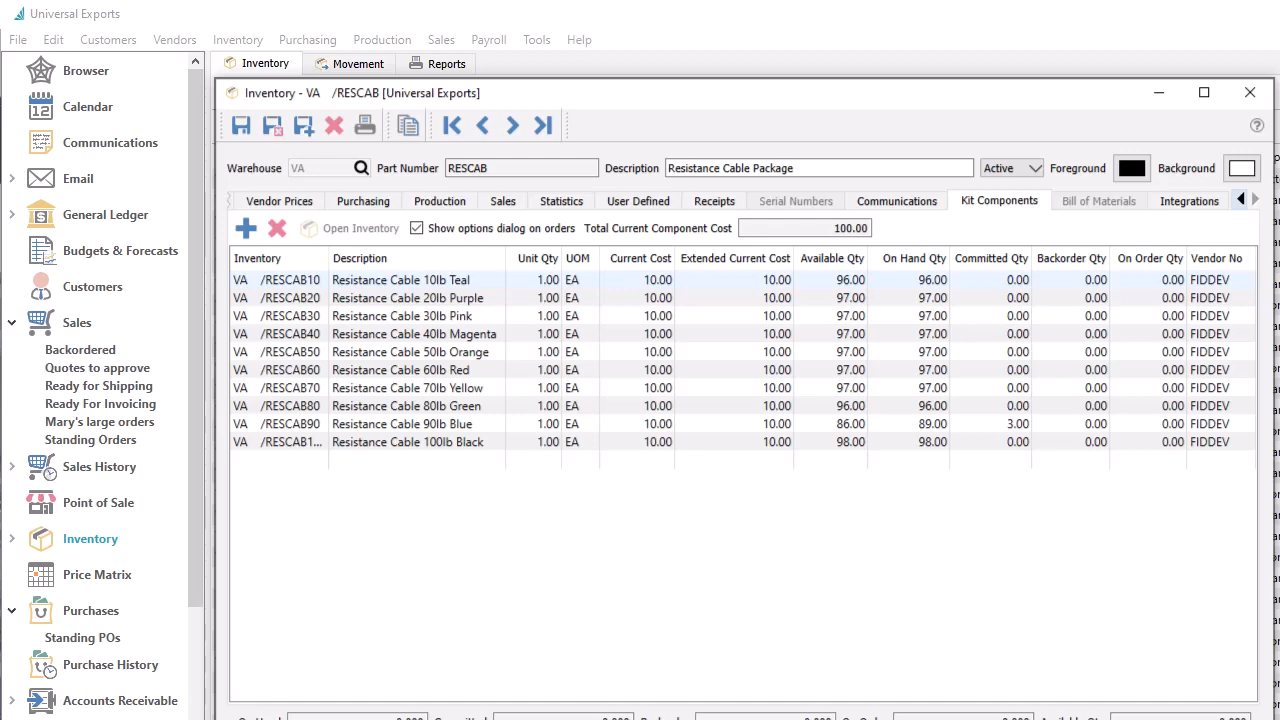 Universal Exports
File Edit Customers Vendors Inventory Purchasing Production Sales Payroll Tools Help
Browser
Calendar
12
Communications
Email
General Ledger
Budgets & Forecasts
Customers
Sales
Backordered
Quotes to approve
Ready for Shipping
Ready For Invoicing
Mary's large orders
Standing Orders
Sales History
Point of Sale
Inventory
Price Matrix
Purchases
Standing POs
Purchase History
Accounts Receivable
Inventory Movement Reports
Inventory - VA /RESCAB [Universal Exports]
Warehouse VA Part Number RESCAB Description Resistance Cable Package Active Foreground Background
Vendor Prices Purchasing Production Sales Statistics User Defined Receipts Serial Numbers Communications Kit Components Bill of Materials Integrations
Open Inventory Show options dialog on orders Total Current Component Cost 100.00
Inventory Description Unit Qty UOM Current Cost Extended Current Cost Available Qty On Hand Qty Committed Qty Backorder Qty On Order Qty Vendor No
VA /RESCAB10 Resistance Cable 10lb Teal 1.00 EA 10.00 10.00 96.00 96.00 0.00 0.00 0.00 FIDDEV
VA /RESCAB20 Resistance Cable 20lb Purple 1.00 EA 10.00 10.00 97.00 97.00 0.00 0.00 0.00 FIDDEV
VA /RESCAB30 Resistance Cable 30lb Pink 1.00 EA 10.00 10.00 97.00 97.00 0.00 0.00 0.00 FIDDEV
VA /RESCAB40 Resistance Cable 40lb Magenta 1.00 EA 10.00 10.00 97.00 97.00 0.00 0.00 0.00 FIDDEV
VA /RESCAB50 Resistance Cable 50lb Orange 1.00 EA 10.00 10.00 97.00 97.00 0.00 0.00 0.00 FIDDEV
VA /RESCAB60 Resistance Cable 60lb Red 1.00 EA 10.00 10.00 97.00 97.00 0.00 0.00 0.00 FIDDEV
VA /RESCAB70 Resistance Cable 70lb Yellow 1.00 EA 10.00 10.00 97.00 97.00 0.00 0.00 0.00 FIDDEV
VA /RESCAB80 Resistance Cable 80lb Green 1.00 EA 10.00 10.00 96.00 96.00 0.00 0.00 0.00 FIDDEV
VA /RESCAB90 Resistance Cable 90lb Blue 1.00 EA 10.00 10.00 86.00 89.00 3.00 0.00 0.00 FIDDEV
VA /RESCAB1... Resistance Cable 100lb Black 1.00 EA 10.00 10.00 98.00 98.00 0.00 0.00 0.00 FIDDEV